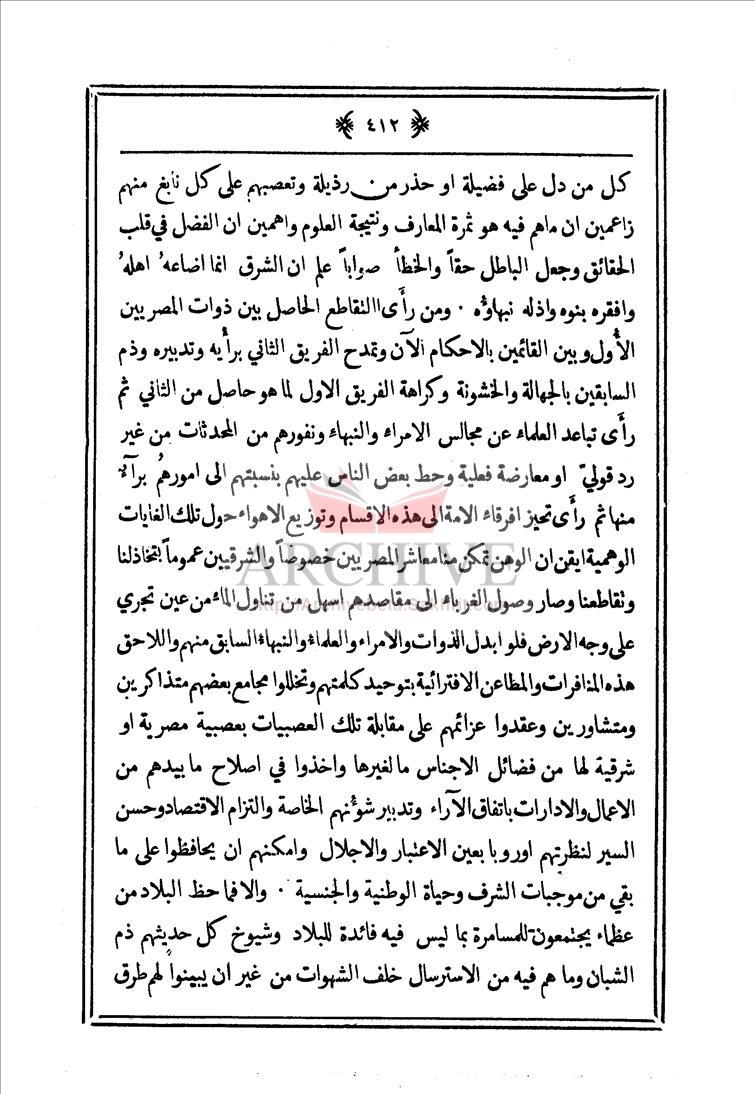 ﴿ ٤١٢ ﴾
كل من دل على فضيلة او حذر من رذيلة وتعصبهم على كل نابغ منهم
زاعمين ان ماهم فيه هو ثمرة المعارف ونتيجة العلوم واهمين ان الفضل في قلب
الحقائق وجعل الباطل حقاً والخطأ صواباً علم ان الشرق انما اضاعهُ اهلهُ
وافقره بنوه واذله نبهاؤه ٠ ومن رأى التقاطع الحاصل بين ذوات المصريين
الأول وبين القائمين بالاحكام الآن وتمدح الفريق الثاني برأيه وتدبيره وذم
السابقين بالجهالة والخشونة وكراهة الفريق الاول لما هو حاصل من الثاني ثم
رأى تباعد العلماء عن مجالس الامراء والنبهاء ونفورهم من المحدثات من غير
رد قوليّ او معارضة فعلية وحط بعض الناس عليهم بنسبتهم الى امور هُم برآء
منها ثم رأى تحيز افرقاء الامة الى هذه الاقسام وتوزيع الاهواء حول تلك الغايات
الوهمية ايقن ان الوهن تمكن منا معاشر المصريين خصوصاً والشرقيين عموماً بتخاذلنا
وتقاطعنا وصار وصول الغرباء الى مقاصدهم اسهل من تناول الماء من عين تجري
على وجه الارض فلو ابدل الذوات والامراء والعلماء والنبهاء السابق منهم واللاحق
هذه المنافرات والمطاعن الافترائية بتوحيد كلمتهم وتخللوا مجامع بعضهم متذاكرين
ومتشاورين وعقدوا عزائمهم على مقابلة تلك العصبيات بعصبية مصرية او
شرقية لها من فضائل الاجناس مالغيرها واخذوا في اصلاح ما بيدهم من
الاعمال والادارات باتفاق الآراء وتدبير شؤنهم الخاصة والتزام الاقتصاد وحسن
السير لنظرتهم اوروبا بعين الاعتبار والاجلال وامكنهم ان يحافظوا على ما
بقي من موجبات الشرف وحياة الوطنية والجنسية ٠ والا فما حظ البلاد من
عظماء يجتمعون للمسامرة بما ليس فيه فائدة للبلاد وشيوخ كل حديثهم ذم
الشبان وما هم فيه من الاسترسال خلف الشهوات من غير ان يبينوا لهم طرق
ARCHIVE